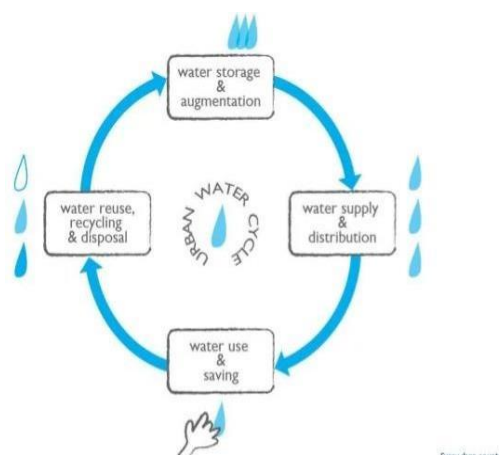 water storage
&
augmentation
water reuse,
recycling
& disposal
URBAN WATER CYCLE
water supply
&
distribution
water use
&
saving